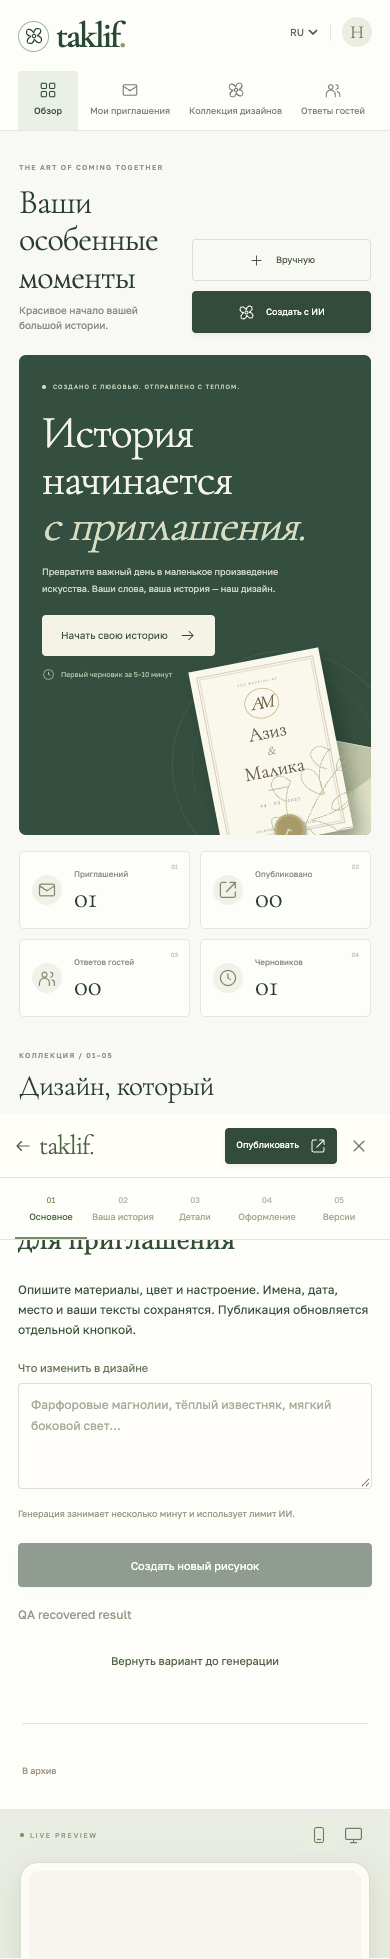 taklif.
RU
H
Обзор
Мои приглашения
Коллекция дизайнов
Ответы гостей
THE ART OF COMING TOGETHER
Ваши
особенные
моменты
Красивое начало вашей
большой истории.
Вручную
Создать с ИИ
СОЗДАНО С ЛЮБОВЬЮ. ОТПРАВЛЕНО С ТЕПЛОМ.
История
начинается
с приглашения.
Превратите важный день в маленькое произведение
искусства. Ваши слова, ваша история — наш дизайн.
Начать свою историю
Первый черновик за 5–10 минут
THE WEDDING OF
AM
Азиз
&
Малика
Приглашений
01
01
Опубликовано
02
00
Ответов гостей
03
00
Черновиков
04
01
КОЛЛЕКЦИЯ / 01–05
Дизайн, который
taklif.
Опубликовать
01
Основное
02
Ваша история
03
Детали
04
Оформление
05
Версии
для приглашения
Опишите материалы, цвет и настроение. Имена, дата,
место и ваши тексты сохранятся. Публикация обновляется
отдельной кнопкой.
Что изменить в дизайне
Фарфоровые магнолии, тёплый известняк, мягкий
боковой свет...
Генерация занимает несколько минут и использует лимит ИИ.
Создать новый рисунок
QA recovered result
Вернуть вариант до генерации
В архив
LIVE PREVIEW